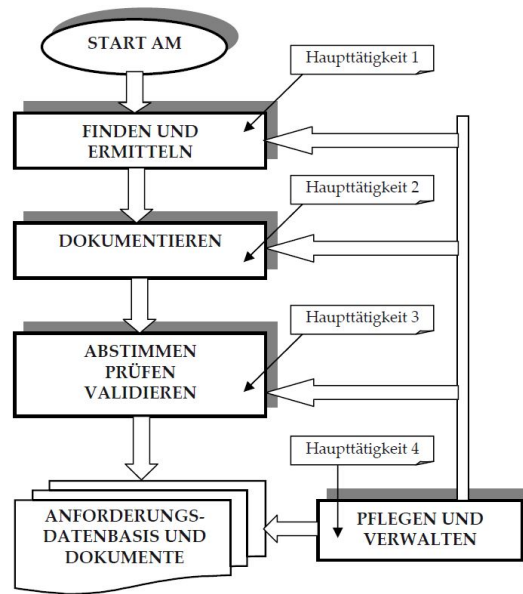 START AM
Haupttätigkeit 1
FINDEN UND
ERMITTELN
Haupttätigkeit 2
DOKUMENTIEREN
Haupttätigkeit 3
ABSTIMMEN
PRÜFEN
VALIDIEREN
Haupttätigkeit 4
ANFORDERUNGS-
DATENBASIS UND
DOKUMENTE
PFLEGEN UND
VERWALTEN